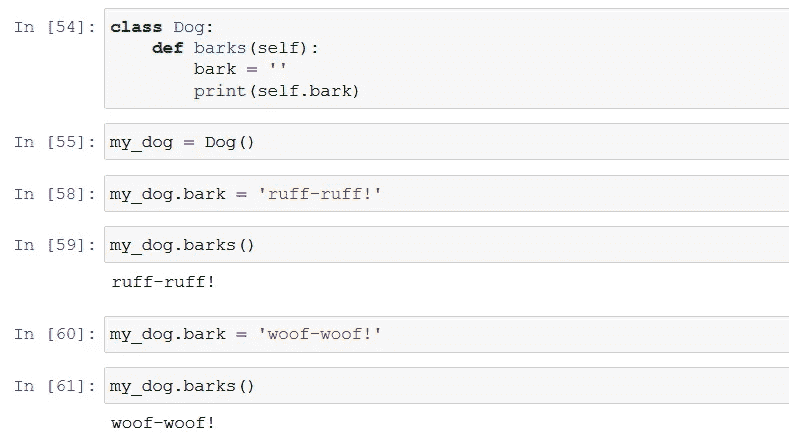 In [54]: class Dog:
    def barks(self):
        bark = ''
        print(self.bark)
In [55]: my_dog = Dog()
In [58]: my_dog.bark = 'ruff-ruff!'
In [59]: my_dog.barks()
ruff-ruff!
In [60]: my_dog.bark = 'woof-woof!'
In [61]: my_dog.barks()
woof-woof!